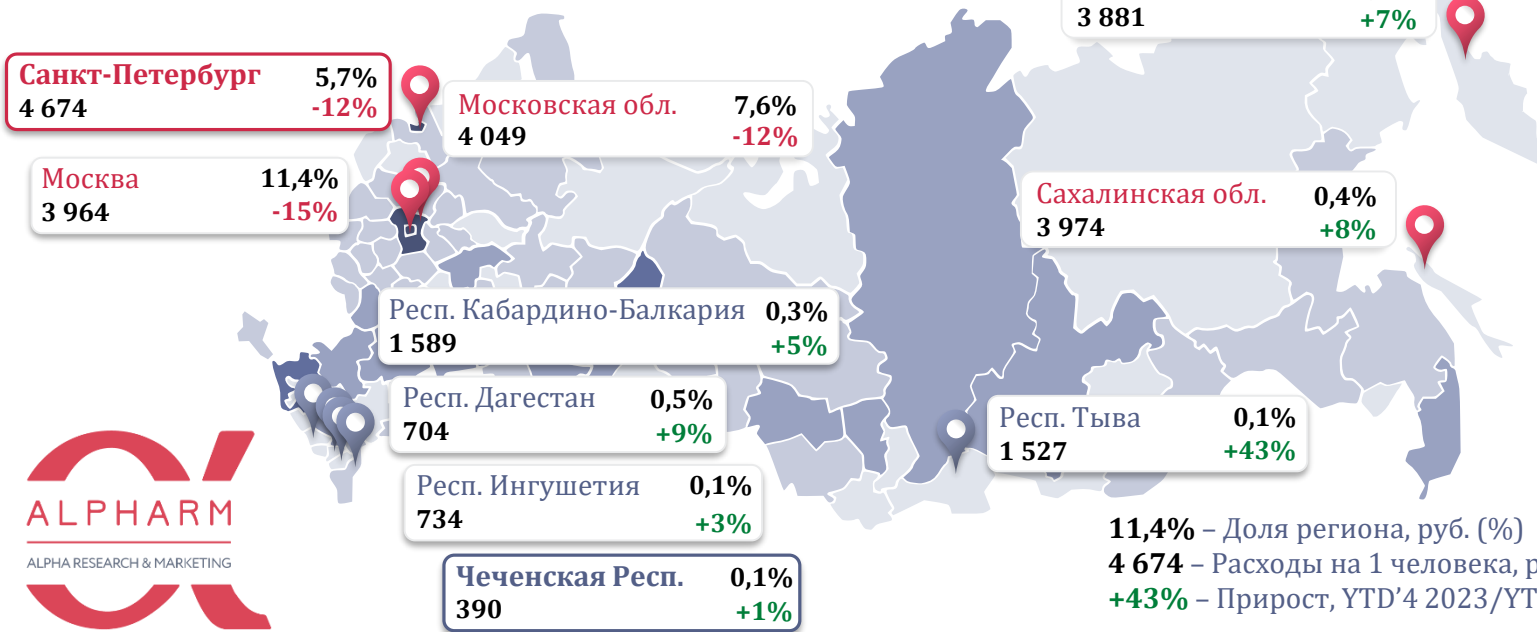 3 881 +7%
Санкт-Петербург 5,7%
4 674 -12%
Московская обл. 7,6%
4 049 -12%
Москва 11,4%
3 964 -15%
Сахалинская обл. 0,4%
3 974 +8%
Респ. Кабардино-Балкария 0,3%
1 589 +5%
Респ. Дагестан 0,5%
704 +9%
Респ. Тыва 0,1%
1 527 +43%
Респ. Ингушетия 0,1%
734 +3%
Чеченская Респ. 0,1%
390 +1%
ALPHARM
ALPHA RESEARCH & MARKETING
11,4% – Доля региона, руб. (%)
4 674 – Расходы на 1 человека, р
+43% – Прирост, YTD’4 2023/YT